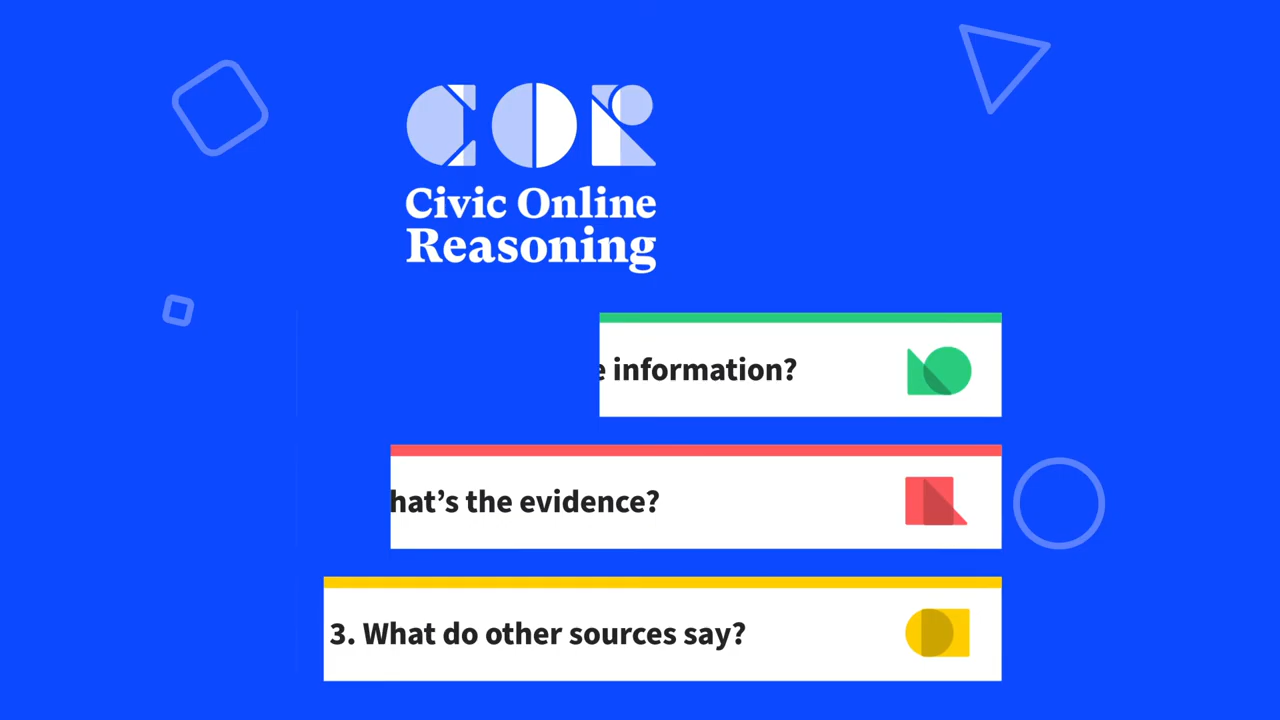 COR
Civic Online
Reasoning
information?
hat’s the evidence?
3. What do other sources say?